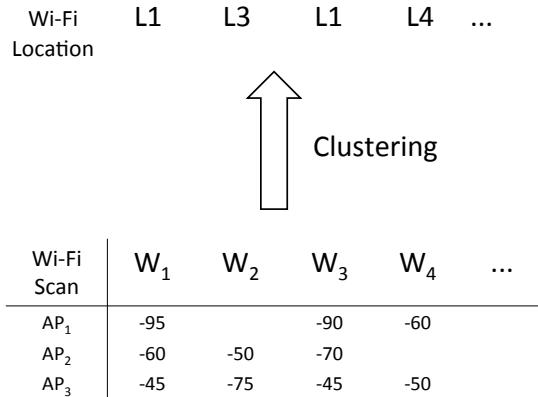 Wi-Fi Location L1 L3 L1 L4 ...
Clustering
Wi-Fi Scan W₁ W₂ W₃ W₄ ...
AP₁ -95 -90 -60
AP₂ -60 -50 -70
AP₃ -45 -75 -45 -50